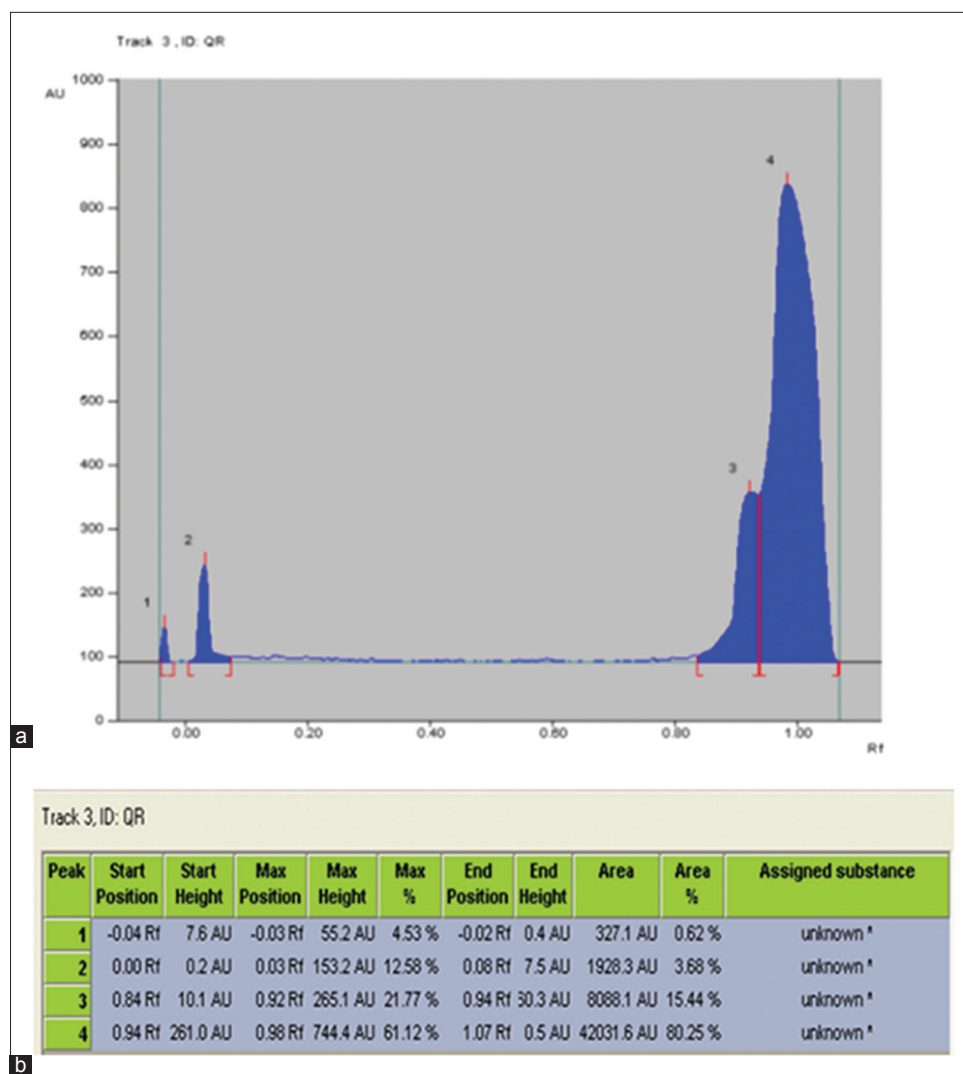 Track 3 , ID: QR
AU
1000
900
800
700
600
500
400
300
200
100
0
1
2
3
4
0.00 0.20 0.40 0.60 0.80 1.00
Rf
a
Track 3, ID: QR
Peak Start Position Start Height Max Position Max Height Max % End Position End Height Area Area % Assigned substance
1 -0.04 Rf 7.6 AU -0.03 Rf 55.2 AU 4.53 % -0.02 Rf 0.4 AU 327.1 AU 0.62 % unknown *
2 0.00 Rf 0.2 AU 0.03 Rf 153.2 AU 12.58 % 0.08 Rf 7.5 AU 1928.3 AU 3.68 % unknown *
3 0.84 Rf 10.1 AU 0.92 Rf 265.1 AU 21.77 % 0.94 Rf AU 8088.1 AU 15.44 % unknown *
4 0.94 Rf 261.0 AU 0.98 Rf 744.4 AU 61.12 % 1.07 Rf 0.5 AU 42031.6 AU 80.25 % unknown *
b